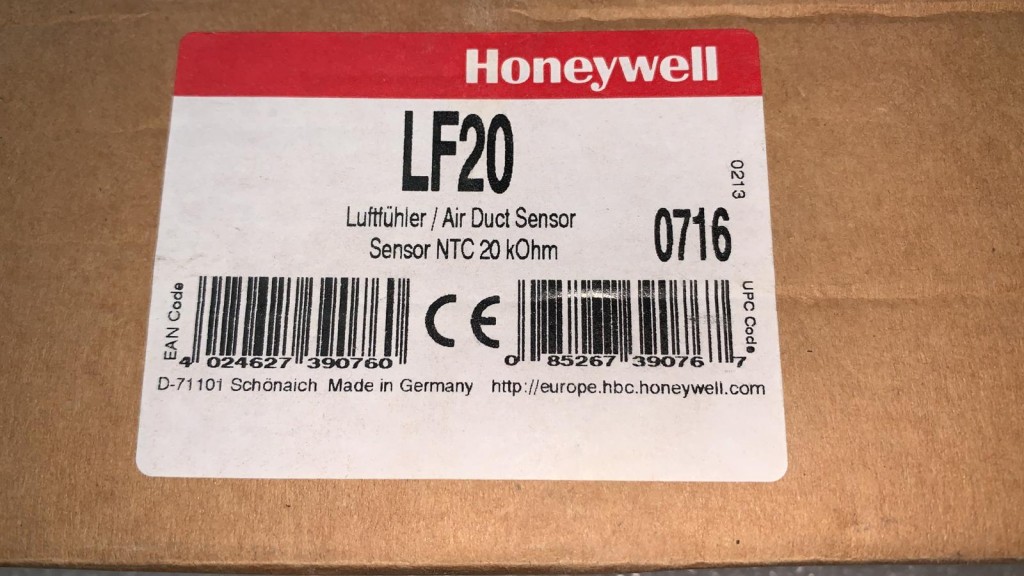 Honeywell
LF20
Luftfühler / Air Duct Sensor
Sensor NTC 20 kOhm
0213
0716
EAN Code
4 024627 390760
CE
0 85267 39076 7
UPC Code
D-71101 Schönaich Made in Germany http://europe.hbc.honeywell.com